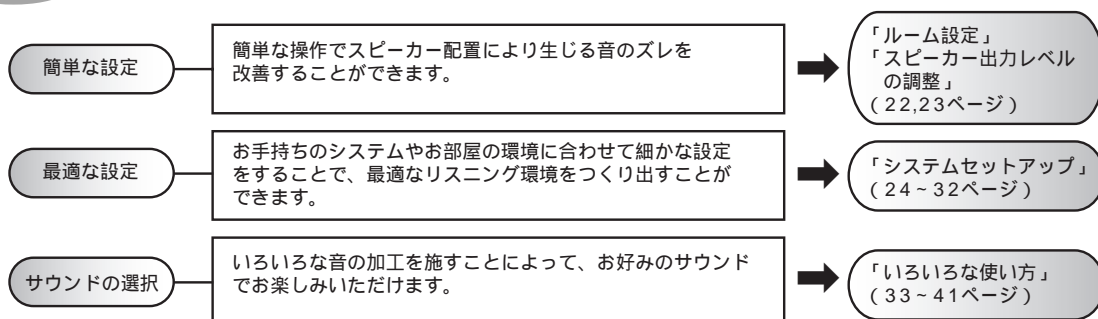 簡単な設定
簡単な操作でスピーカー配置により生じる音のズレを
改善することができます。
「ルーム設定」
「スピーカー出力レベル
の調整」
(22,23ページ)
最適な設定
お手持ちのシステムやお部屋の環境に合わせて細かな設定
をすることで、最適なリスニング環境をつくり出すことが
できます。
「システムセットアップ」
(24~32ページ)
サウンドの選択
いろいろな音の加工を施すことによって、お好みのサウンド
でお楽しみいただけます。
「いろいろな使い方」
(33~41ページ)